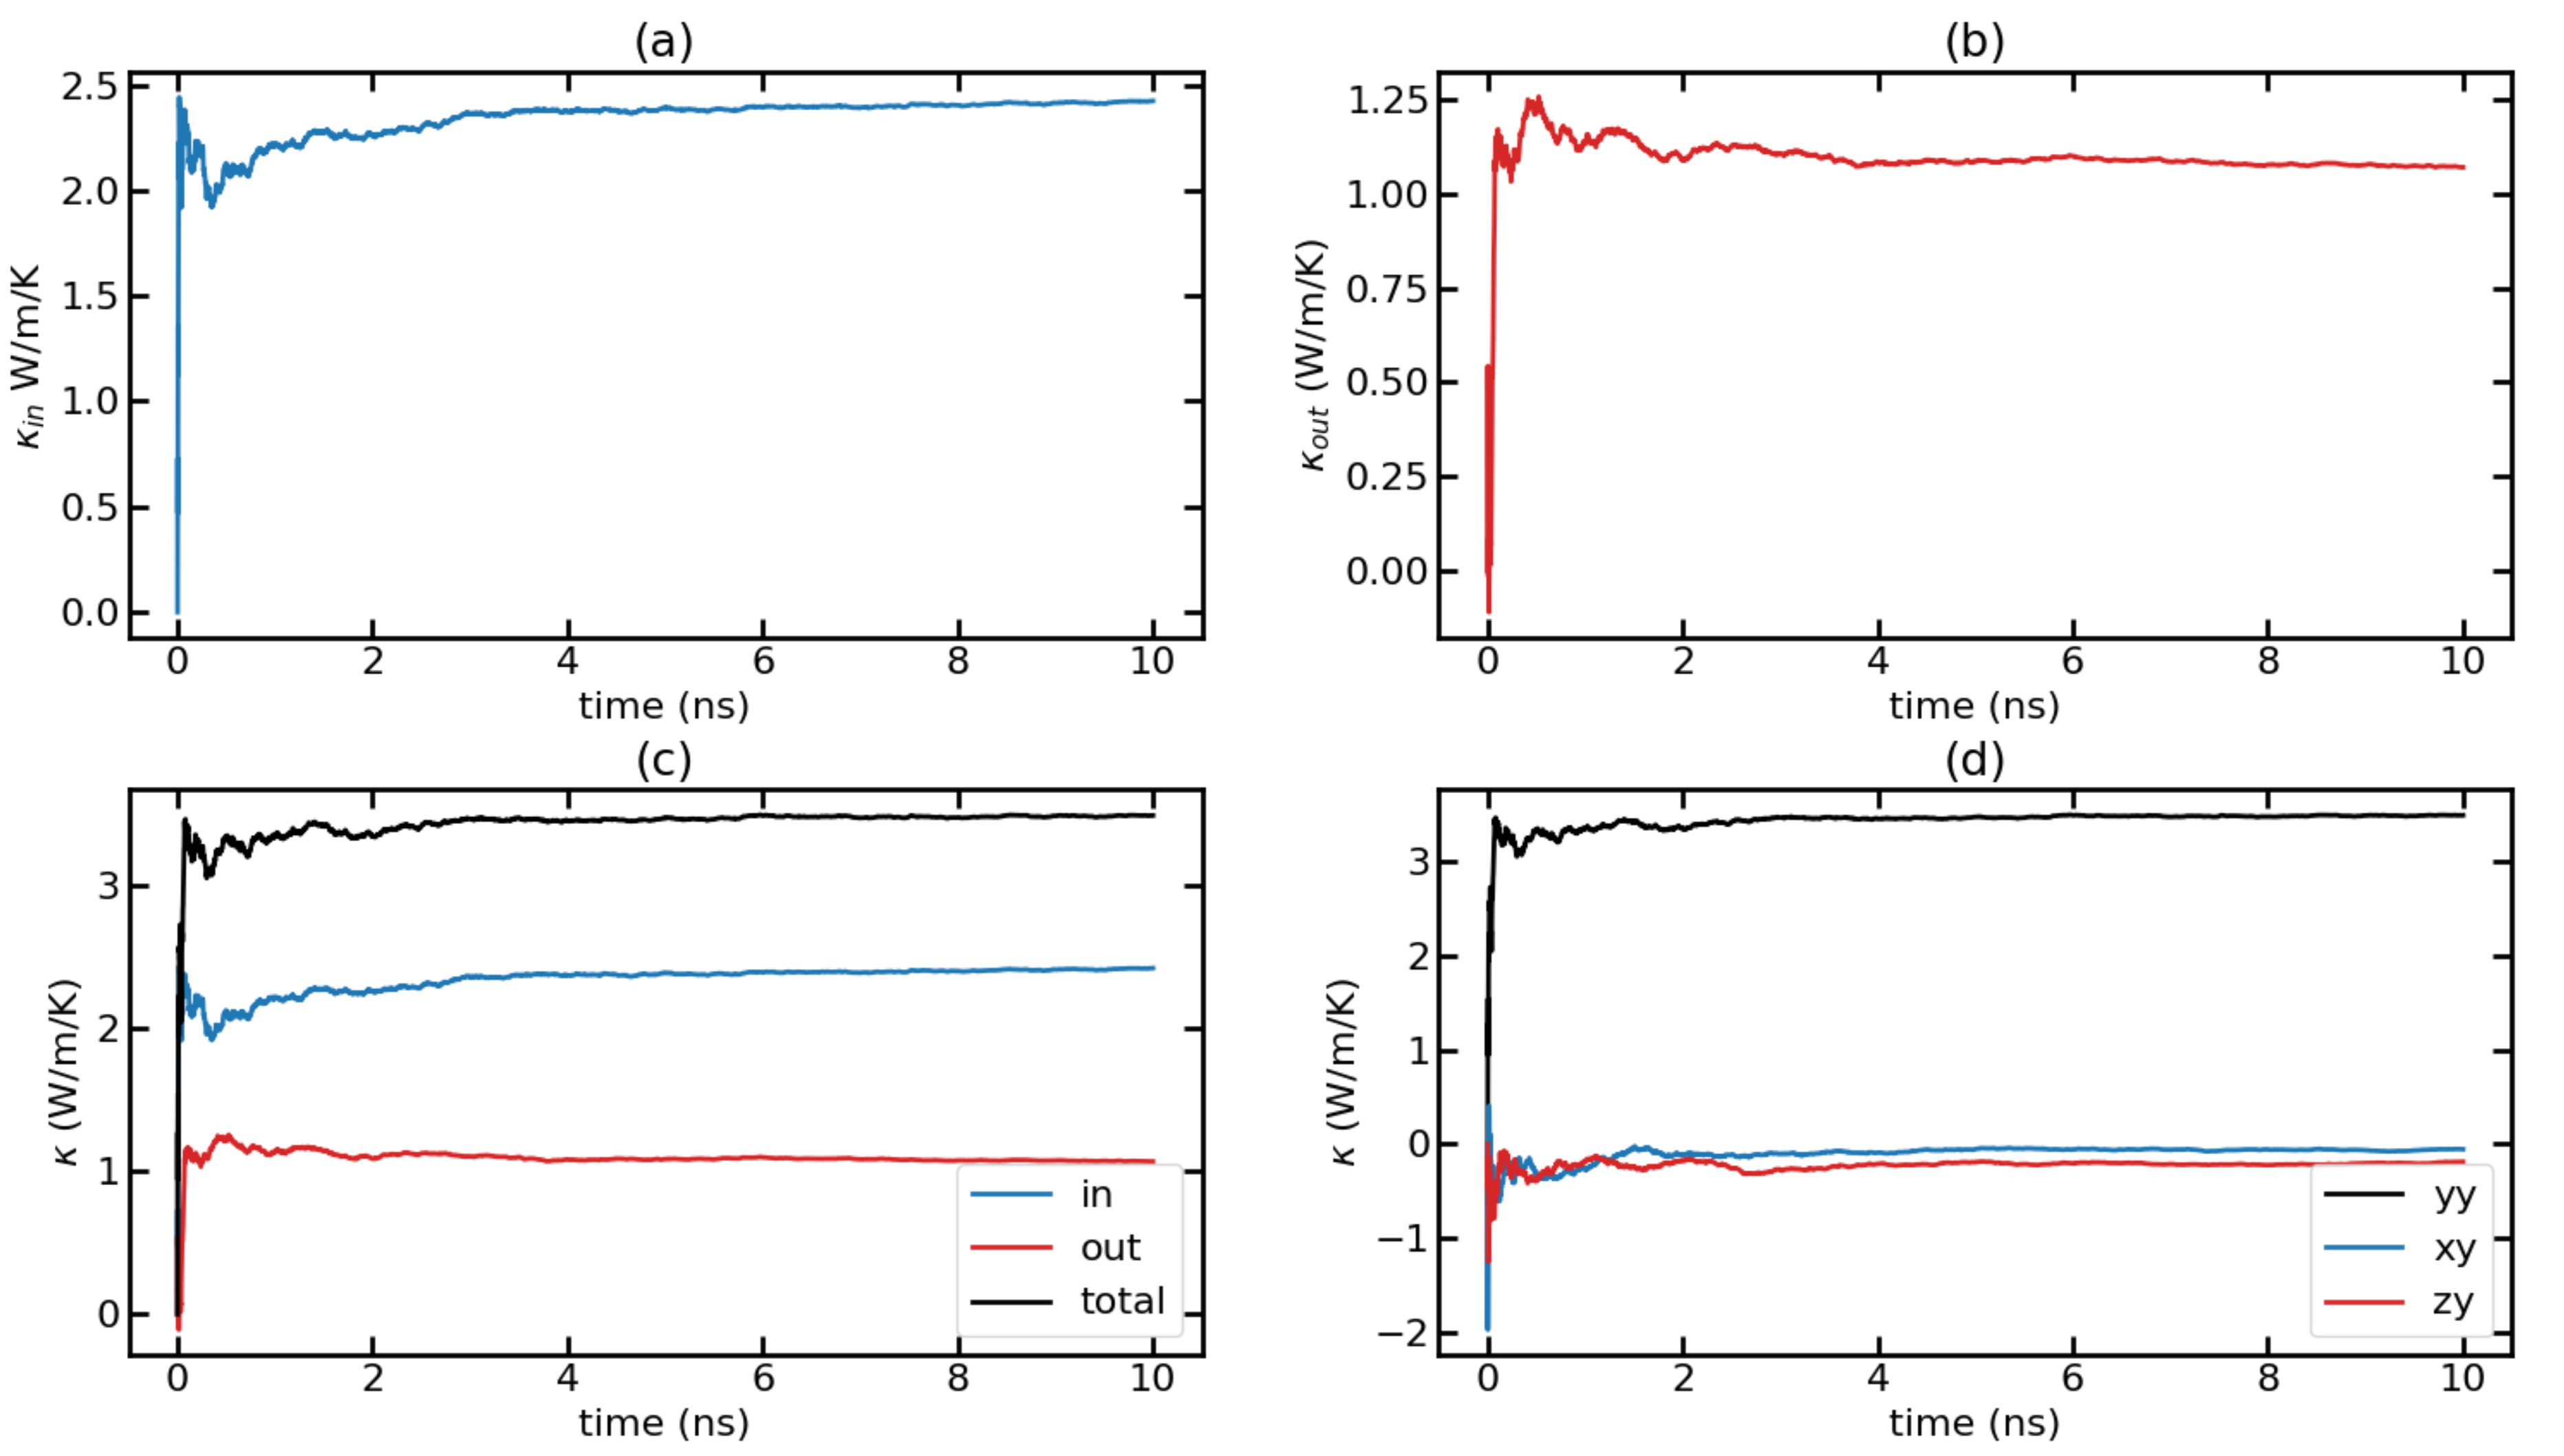 (a)
2.5
2.0
1.5
1.0
0.5
0.0
κin W/m/K
0 2 4 6 8 10
time (ns)
(b)
1.25
1.00
0.75
0.50
0.25
0.00
κout (W/m/K)
0 2 4 6 8 10
time (ns)
(c)
3
2
1
0
κ (W/m/K)
in
out
total
0 2 4 6 8 10
time (ns)
(d)
3
2
1
0
−1
−2
κ (W/m/K)
yy
xy
zy
0 2 4 6 8 10
time (ns)